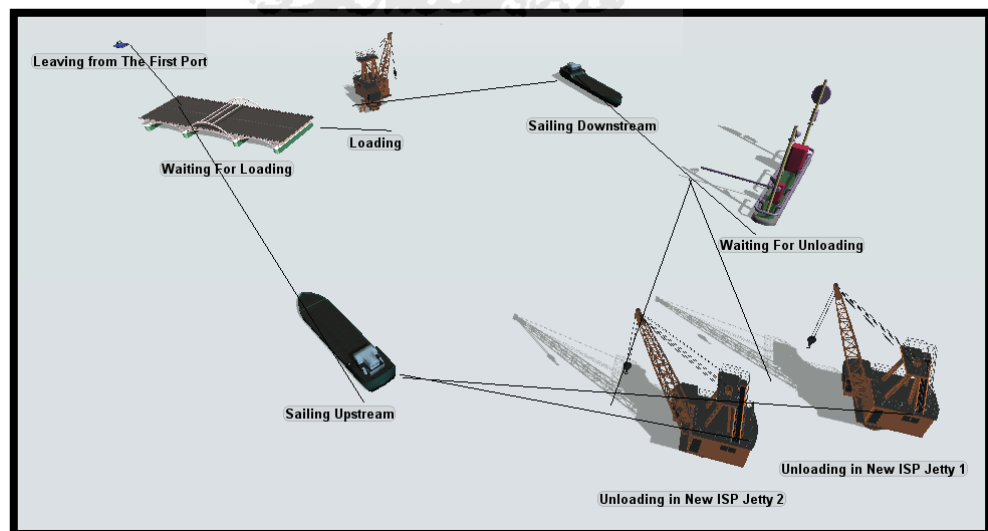 Leaving from The First Port
Waiting For Loading
Loading
Sailing Downstream
Waiting For Unloading
Sailing Upstream
Unloading in New ISP Jetty 1
Unloading in New ISP Jetty 2